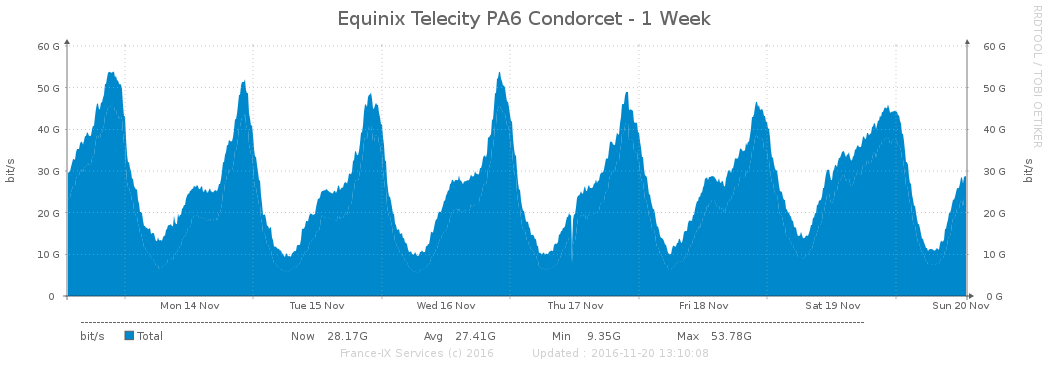 Equinix Telecity PA6 Condorcet - 1 Week
RRDTOOL / TOBI OETIKER
bit/s
60 G
50 G
40 G
30 G
20 G
10 G
0
60 G
50 G
40 G
30 G
20 G
10 G
0 G
bit/s
Mon 14 Nov Tue 15 Nov Wed 16 Nov Thu 17 Nov Fri 18 Nov Sat 19 Nov Sun 20 Nov
bit/s Total Now 28.17G Avg 27.41G Min 9.35G Max 53.78G
France-IX Services (c) 2016 Updated : 2016-11-20 13:10:08